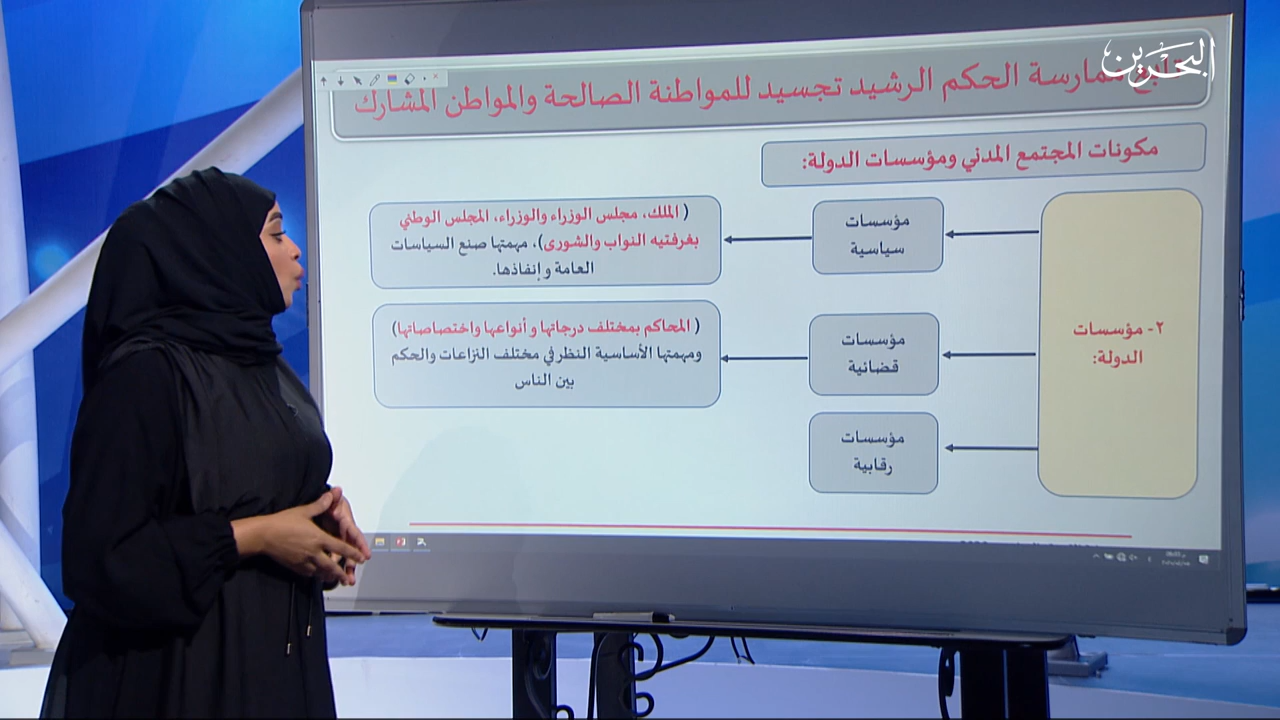 البحرين
تابع ممارسة الحكم الرشيد تجسيد للمواطنة الصالحة والمواطن المشارك
مكونات المجتمع المدني ومؤسسات الدولة:
٢- مؤسسات
الدولة:
مؤسسات
سياسية
( الملك، مجلس الوزراء والوزراء، المجلس الوطني
بغرفتيه النواب والشورى)، مهمتها صنع السياسات
العامة وإنفاذها.
مؤسسات
قضائية
( المحاكم بمختلف درجاتها وأنواعها واختصاصاتها)
ومهمتها الأساسية النظر في مختلف النزاعات والحكم
بين الناس
مؤسسات
رقابية